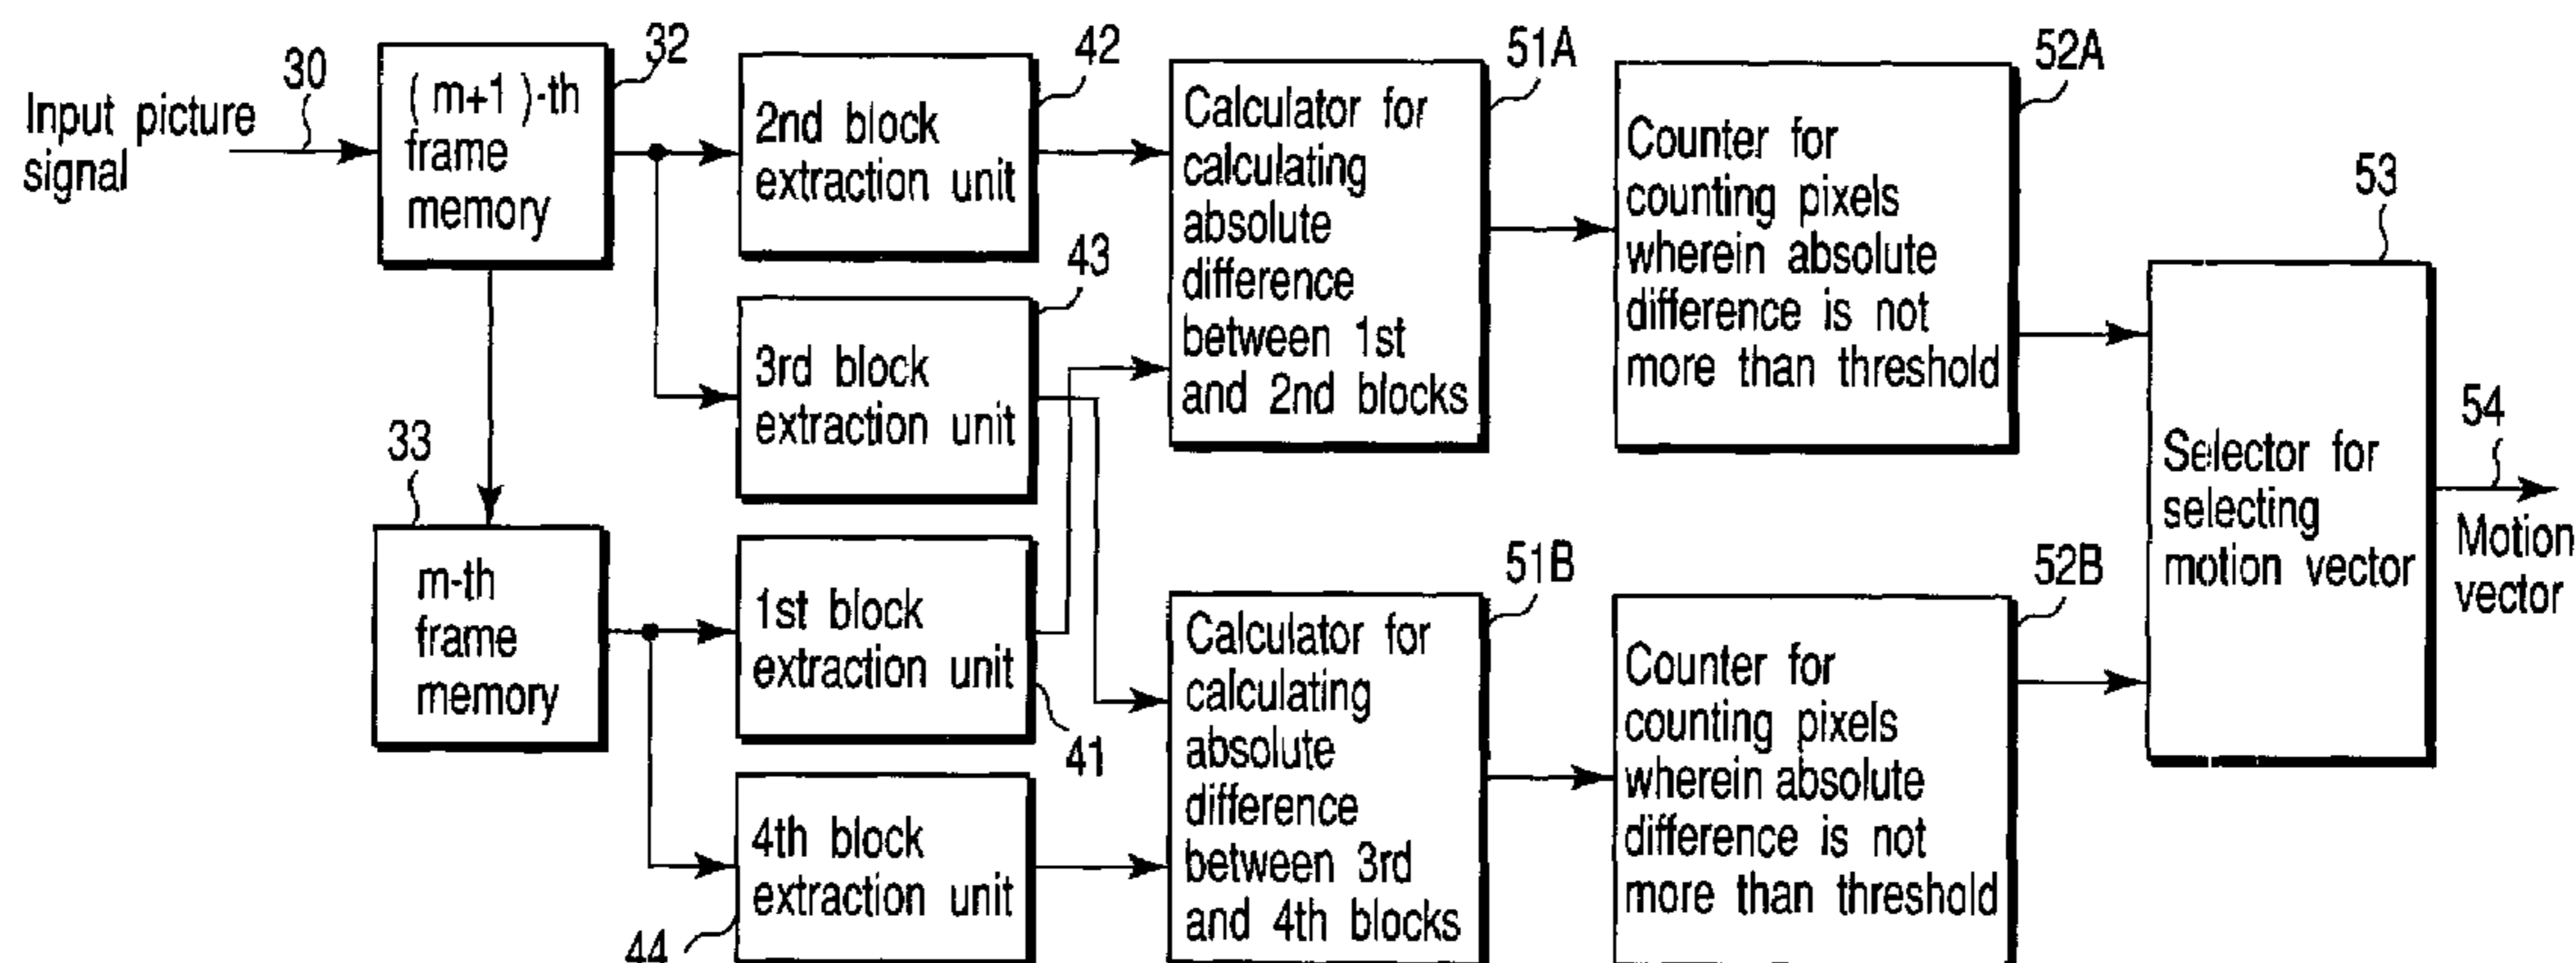 Input picture
signal
30
( m+1 )-th
frame
memory
32
2nd block
extraction unit
42
3rd block
extraction unit
43
33
m-th
frame
memory
1st block
extraction unit
41
4th block
extraction unit
44
Calculator for
calculating
absolute
difference
between 1st
and 2nd blocks
51A
Counter for
counting pixels
wherein absolute
difference is not
more than threshold
52A
Calculator for
calculating
absolute
difference
between 3rd
and 4th blocks
51B
Counter for
counting pixels
wherein absolute
difference is not
more than threshold
52B
53
Selector for
selecting
motion vector
54
Motion
vector